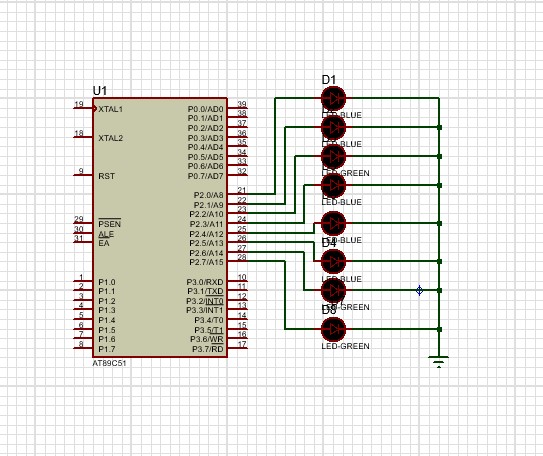 U1
19 XTAL1
18 XTAL2
9 RST
29 PSEN
30 ALE
31 EA
1 P1.0
2 P1.1
3 P1.2
4 P1.3
5 P1.4
6 P1.5
7 P1.6
8 P1.7
P0.0/AD0 39
P0.1/AD1 38
P0.2/AD2 37
P0.3/AD3 36
P0.4/AD4 35
P0.5/AD5 34
P0.6/AD6 33
P0.7/AD7 32
P2.0/A8 21
P2.1/A9 22
P2.2/A10 23
P2.3/A11 24
P2.4/A12 25
P2.5/A13 26
P2.6/A14 27
P2.7/A15 28
P3.0/RXD 10
P3.1/TXD 11
P3.2/INT0 12
P3.3/INT1 13
P3.4/T0 14
P3.5/T1 15
P3.6/WR 16
P3.7/RD 17
AT89C51
D1
LED-BLUE
LED-BLUE
LED-GREEN
LED-BLUE
LED-BLUE
D4
LED-BLUE
LED-GREEN
LED-GREEN